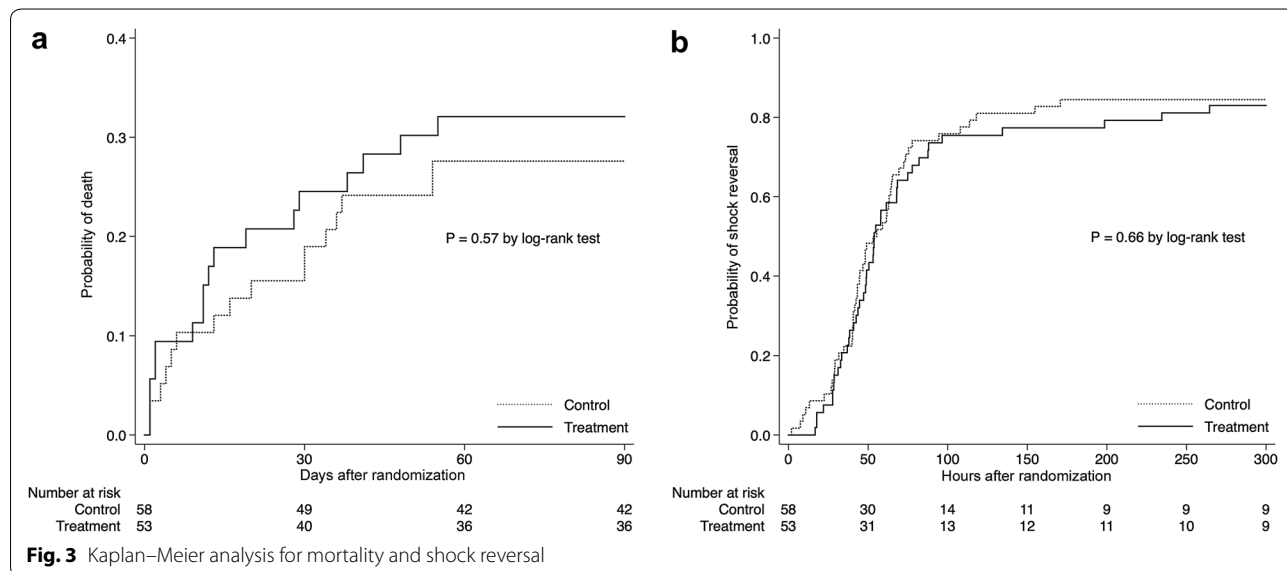 a
0.4
0.3
0.2
0.1
0.0
Probability of death
P = 0.57 by log-rank test
Control
Treatment
0 30 60 90
Days after randomization
Number at risk
Control 58 49 42 42
Treatment 53 40 36 36
b
1.0
0.8
0.6
0.4
0.2
0.0
Probability of shock reversal
P = 0.66 by log-rank test
Control
Treatment
0 50 100 150 200 250 300
Hours after randomization
Number at risk
Control 58 30 14 11 9 9 9
Treatment 53 31 13 12 11 10 9
Fig. 3 Kaplan–Meier analysis for mortality and shock reversal